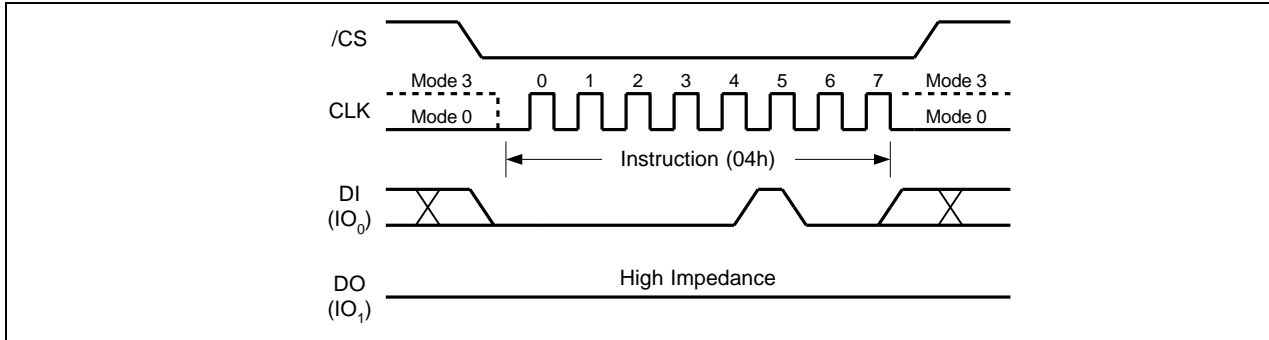 /CS
Mode 3 0 1 2 3 4 5 6 7 Mode 3
CLK
Mode 0 Mode 0
Instruction (04h)
DI
(IO₀)
High Impedance
DO
(IO₁)